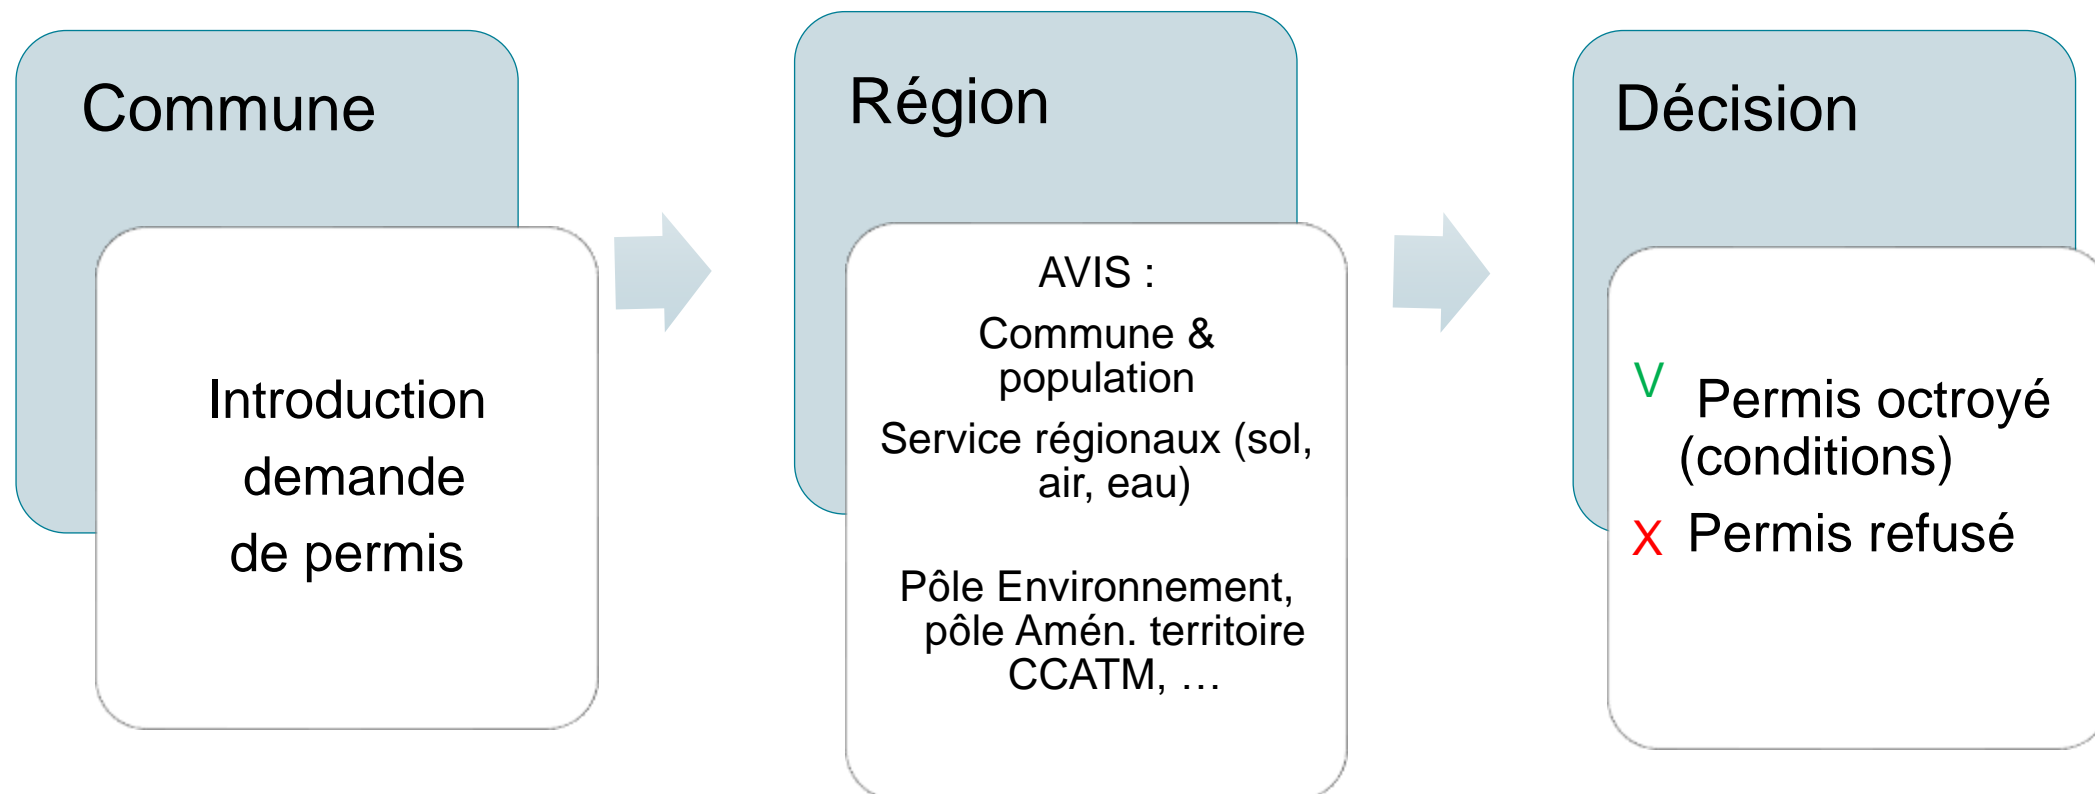 Commune
Introduction
demande
de permis
Région
AVIS :
Commune &
population
Service régionaux (sol,
air, eau)
Pôle Environnement,
pôle Amén. territoire
CCATM, …
Décision
V Permis octroyé
(conditions)
X Permis refusé